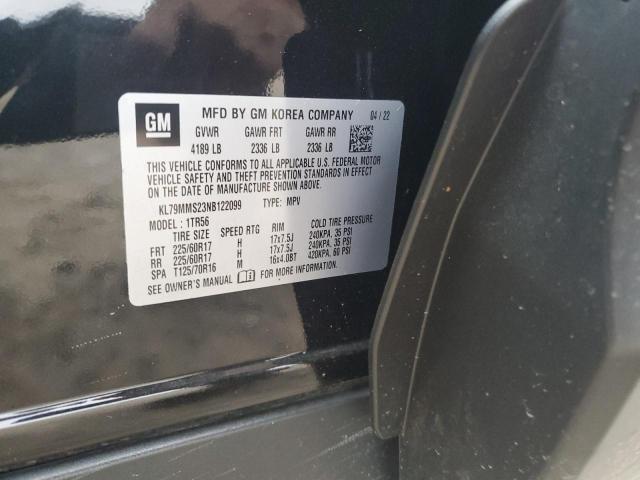 GM
MFD BY GM KOREA COMPANY 04 / 22
GVWR GAWR FRT GAWR RR
4189 LB 2336 LB 2336 LB
THIS VEHICLE CONFORMS TO ALL APPLICABLE U.S. FEDERAL MOTOR
VEHICLE SAFETY AND THEFT PREVENTION STANDARDS IN EFFECT
ON THE DATE OF MANUFACTURE SHOWN ABOVE.
KL79MMS23NB122099 TYPE: MPV
MODEL: 1TR56
TIRE SIZE SPEED RTG RIM COLD TIRE PRESSURE
FRT 225/60R17 H 17x7.5J 240KPA, 35 PSI
RR 225/60R17 H 17x7.5J 240KPA, 35 PSI
SPA T125/70R16 M 16x4.0BT 420KPA, 60 PSI
SEE OWNER'S MANUAL FOR MORE INFORMATION.